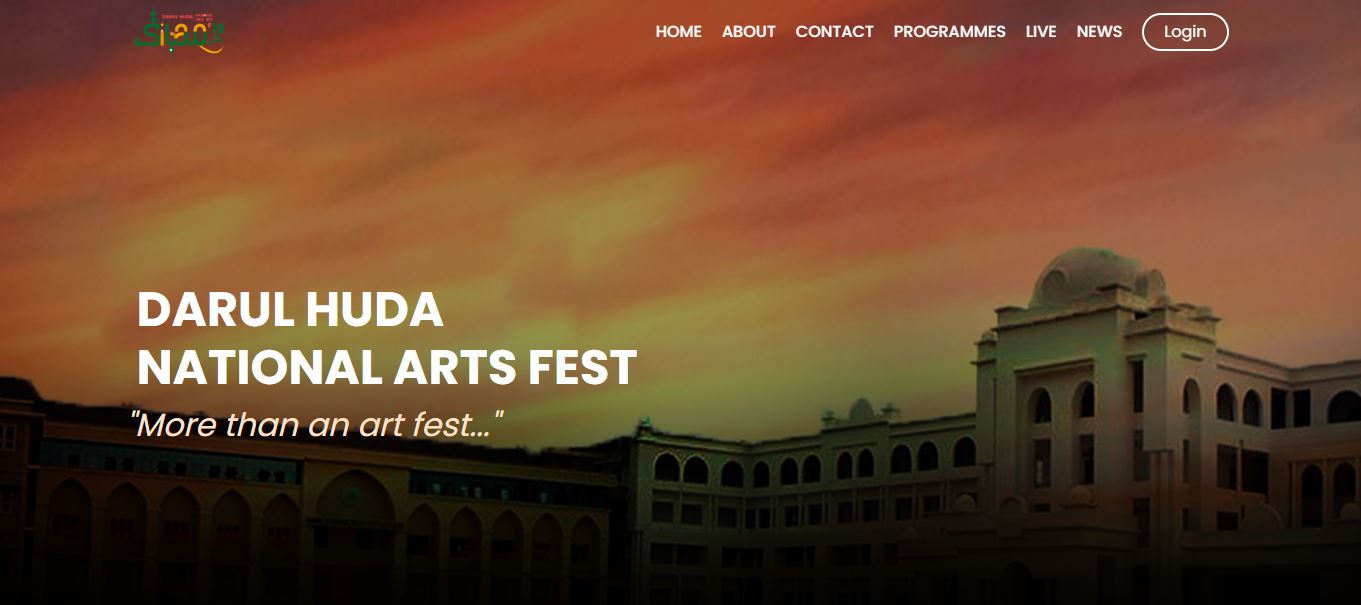 DARUL HUDA
HOME ABOUT CONTACT PROGRAMMES LIVE NEWS Login
DARUL HUDA
NATIONAL ARTS FEST
"More than an art fest..."